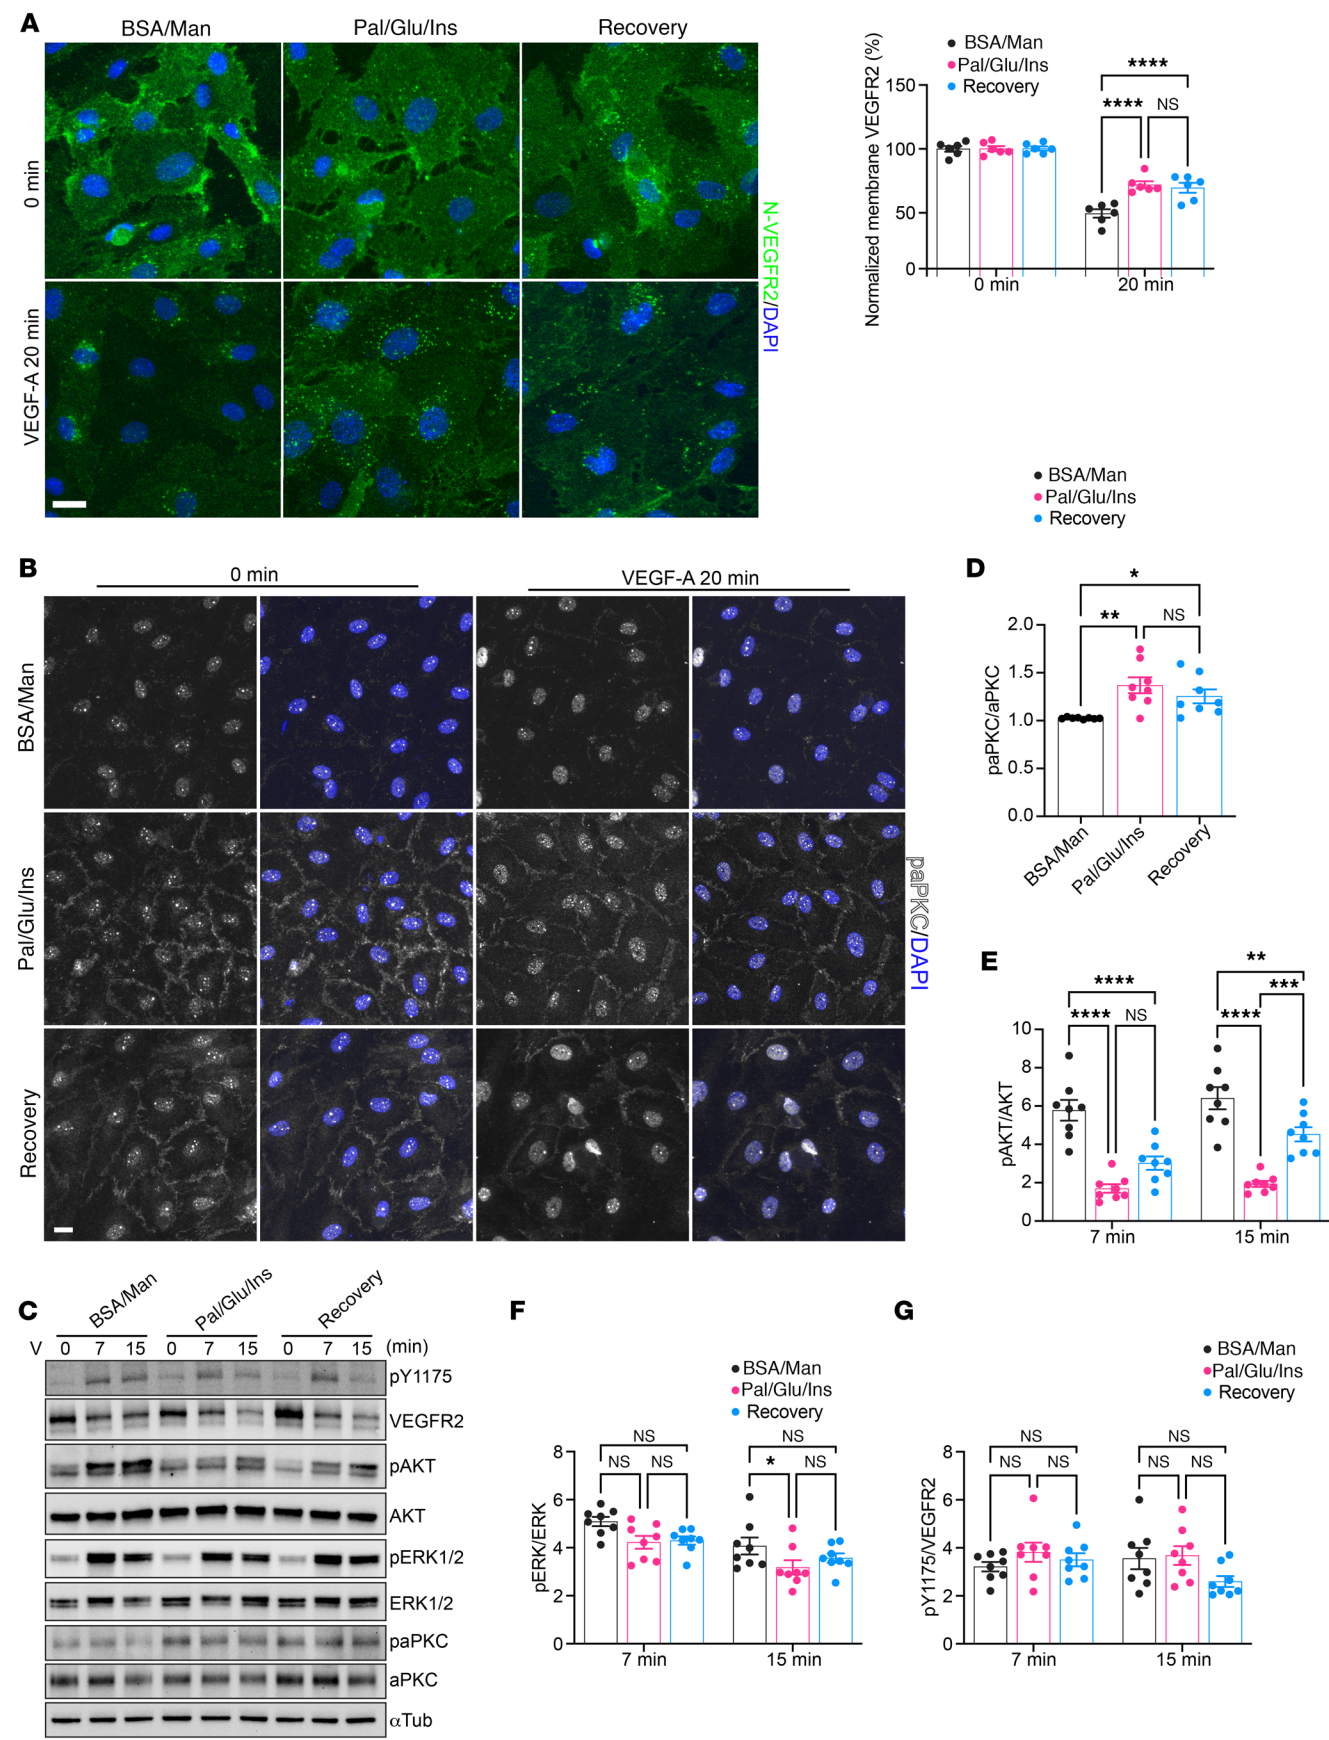 A
BSA/Man Pal/Glu/Ins Recovery
0 min
VEGF-A 20 min
N-VEGFR2/DAPI
BSA/Man
Pal/Glu/Ins
Recovery
Normalized membrane VEGFR2 (%)
150
100
50
0
**** NS
****
0 min 20 min
B
0 min VEGF-A 20 min
BSA/Man
Pal/Glu/Ins
Recovery
paPKC/DAPI
BSA/Man
Pal/Glu/Ins
Recovery
D
*
** NS
paPKC/aPKC
2.0
1.5
1.0
0.5
0.0
BSA/Man Pal/Glu/Ins Recovery
E
****
**** NS
**
***
****
pAKT/AKT
10
8
6
4
2
0
7 min 15 min
C
BSA/Man Pal/Glu/Ins Recovery
V 0 7 15 0 7 15 0 7 15 (min)
pY1175
VEGFR2
pAKT
AKT
pERK1/2
ERK1/2
paPKC
aPKC
αTub
F
BSA/Man
Pal/Glu/Ins
Recovery
NS NS
NS NS * NS
pERK/ERK
8
6
4
2
0
7 min 15 min
G
BSA/Man
Pal/Glu/Ins
Recovery
NS NS
NS NS NS NS
pY1175/VEGFR2
8
6
4
2
0
7 min 15 min